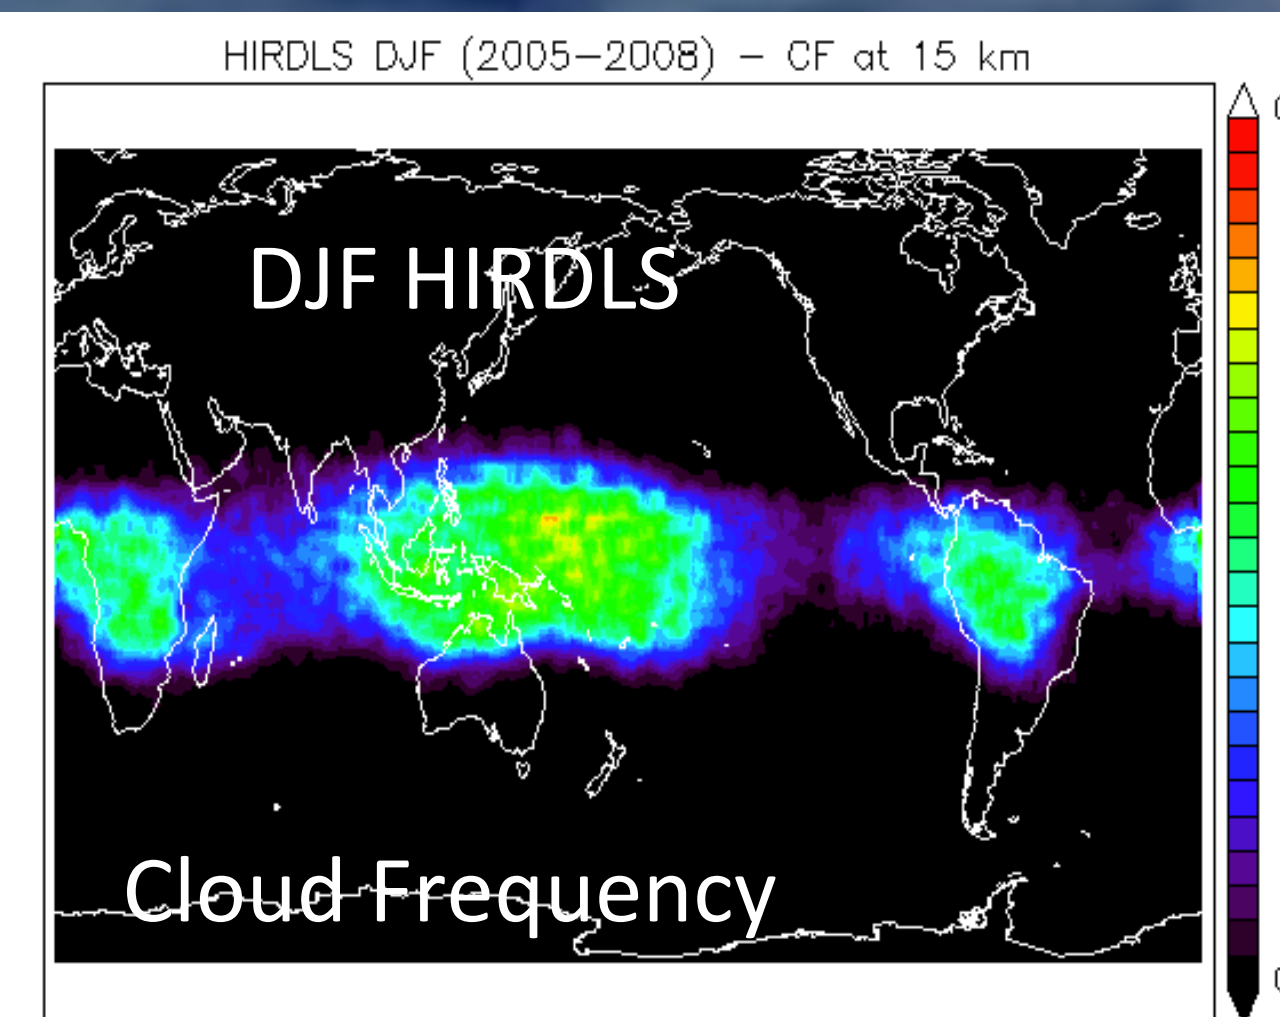 HIRDLS DJF (2005−2008) − CF at 15 km
DJF HIRDLS
Cloud Frequency